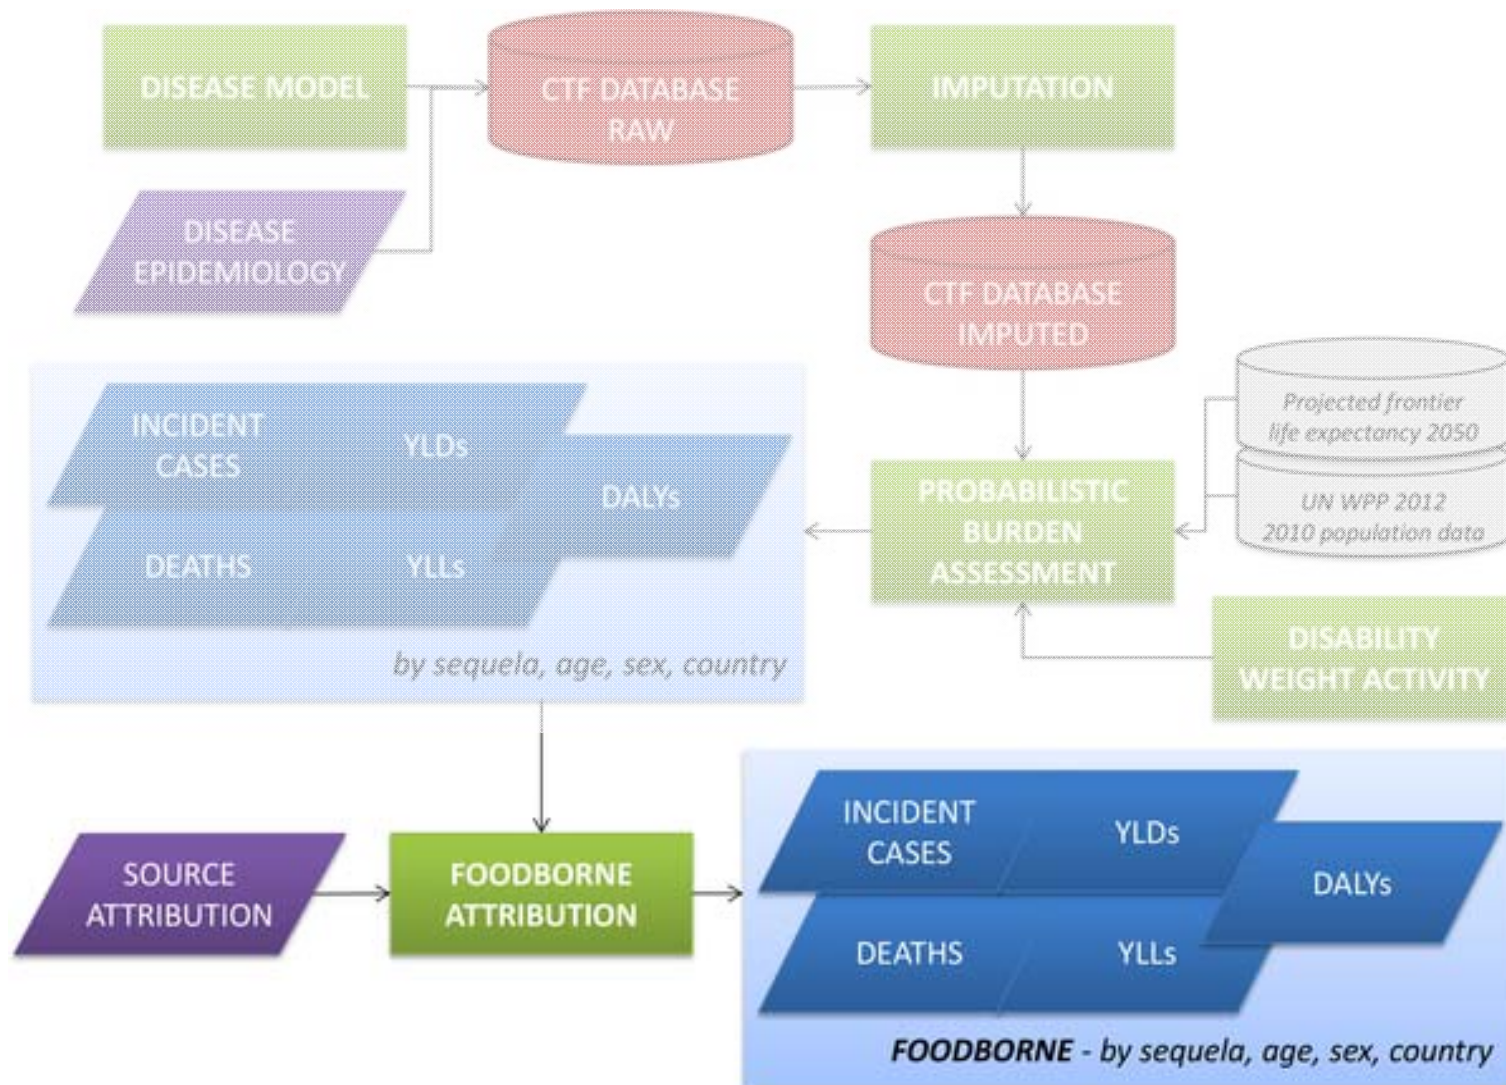 DISEASE MODEL
CTF DATABASE
RAW
IMPUTATION
DISEASE
EPIDEMIOLOGY
CTF DATABASE
IMPUTED
Projected frontier
life expectancy 2050
UN WPP 2012
2010 population data
INCIDENT
CASES
YLDs
DALYs
DEATHS
YLLs
by sequela, age, sex, country
PROBABILISTIC
BURDEN
ASSESSMENT
DISABILITY
WEIGHT ACTIVITY
SOURCE
ATTRIBUTION
FOODBORNE
ATTRIBUTION
INCIDENT
CASES
YLDs
DALYs
DEATHS
YLLs
FOODBORNE - by sequela, age, sex, country